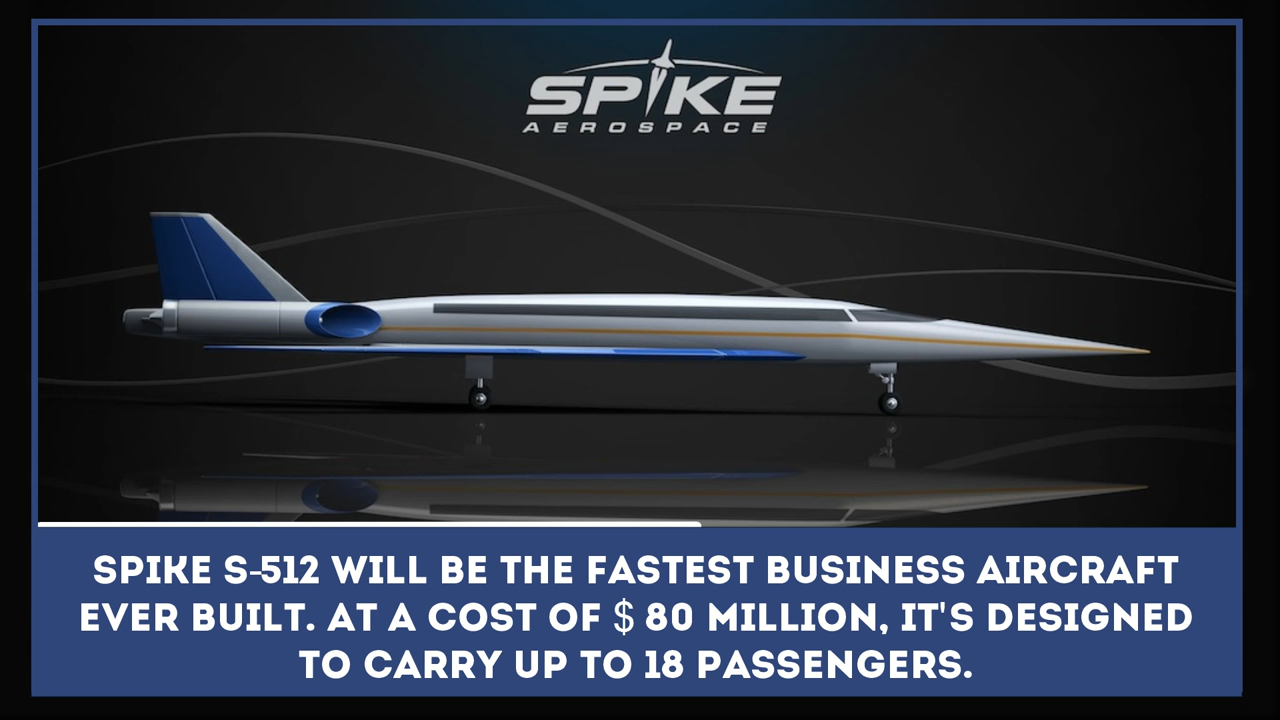 SPIKE
AEROSPACE
SPIKE S-512 WILL BE THE FASTEST BUSINESS AIRCRAFT
EVER BUILT. AT A COST OF $ 80 MILLION, IT'S DESIGNED
TO CARRY UP TO 18 PASSENGERS.